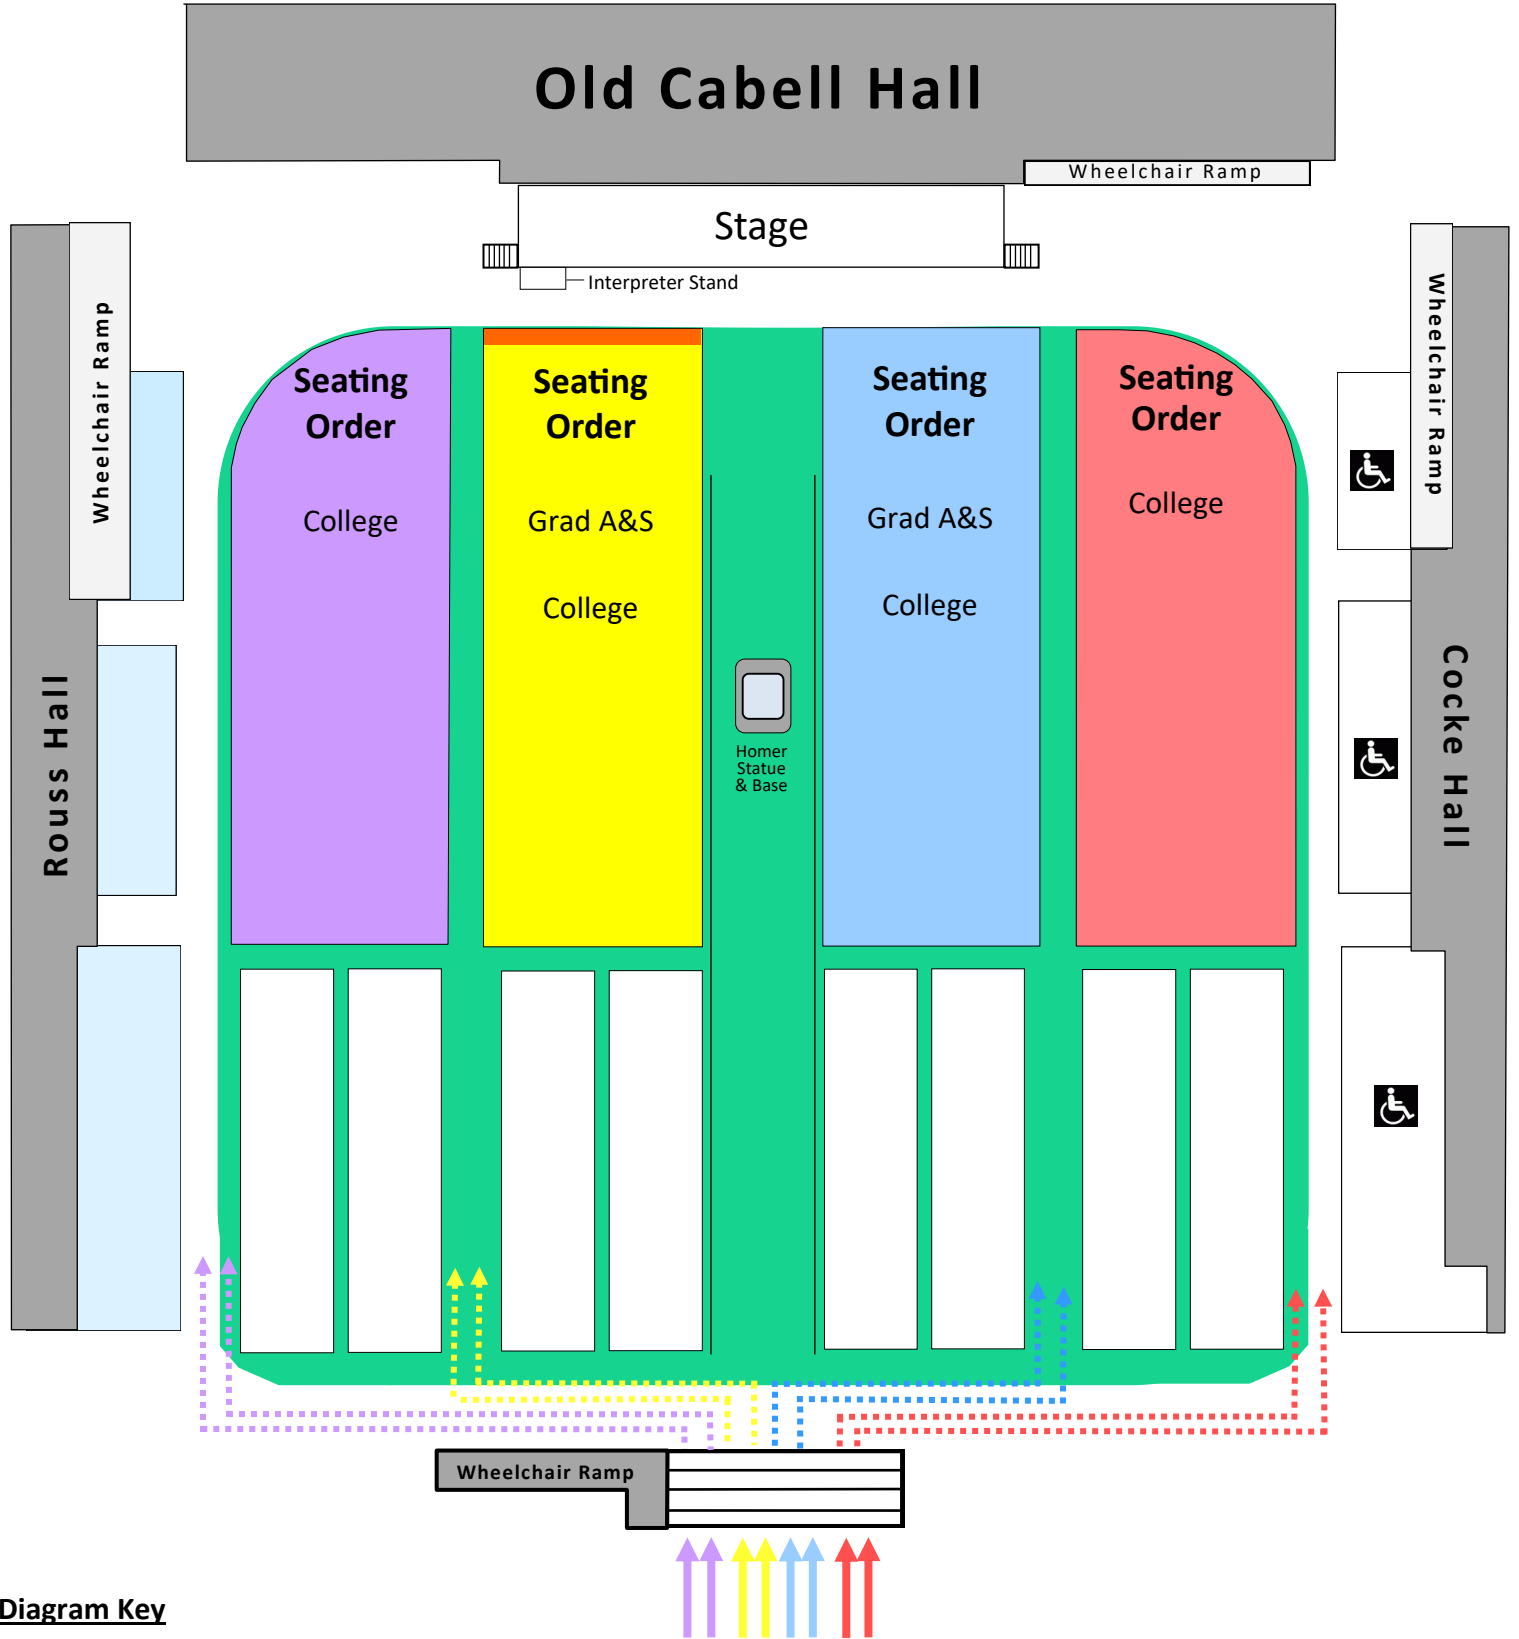 Old Cabell Hall
Wheelchair Ramp
Stage
Interpreter Stand
Wheelchair Ramp
Wheelchair Ramp
Seating
Order
College
Seating
Order
Grad A&S
College
Seating
Order
Grad A&S
College
Seating
Order
College
Rouss Hall
Homer
Statue
& Base
Cocke Hall
Wheelchair Ramp
Diagram Key